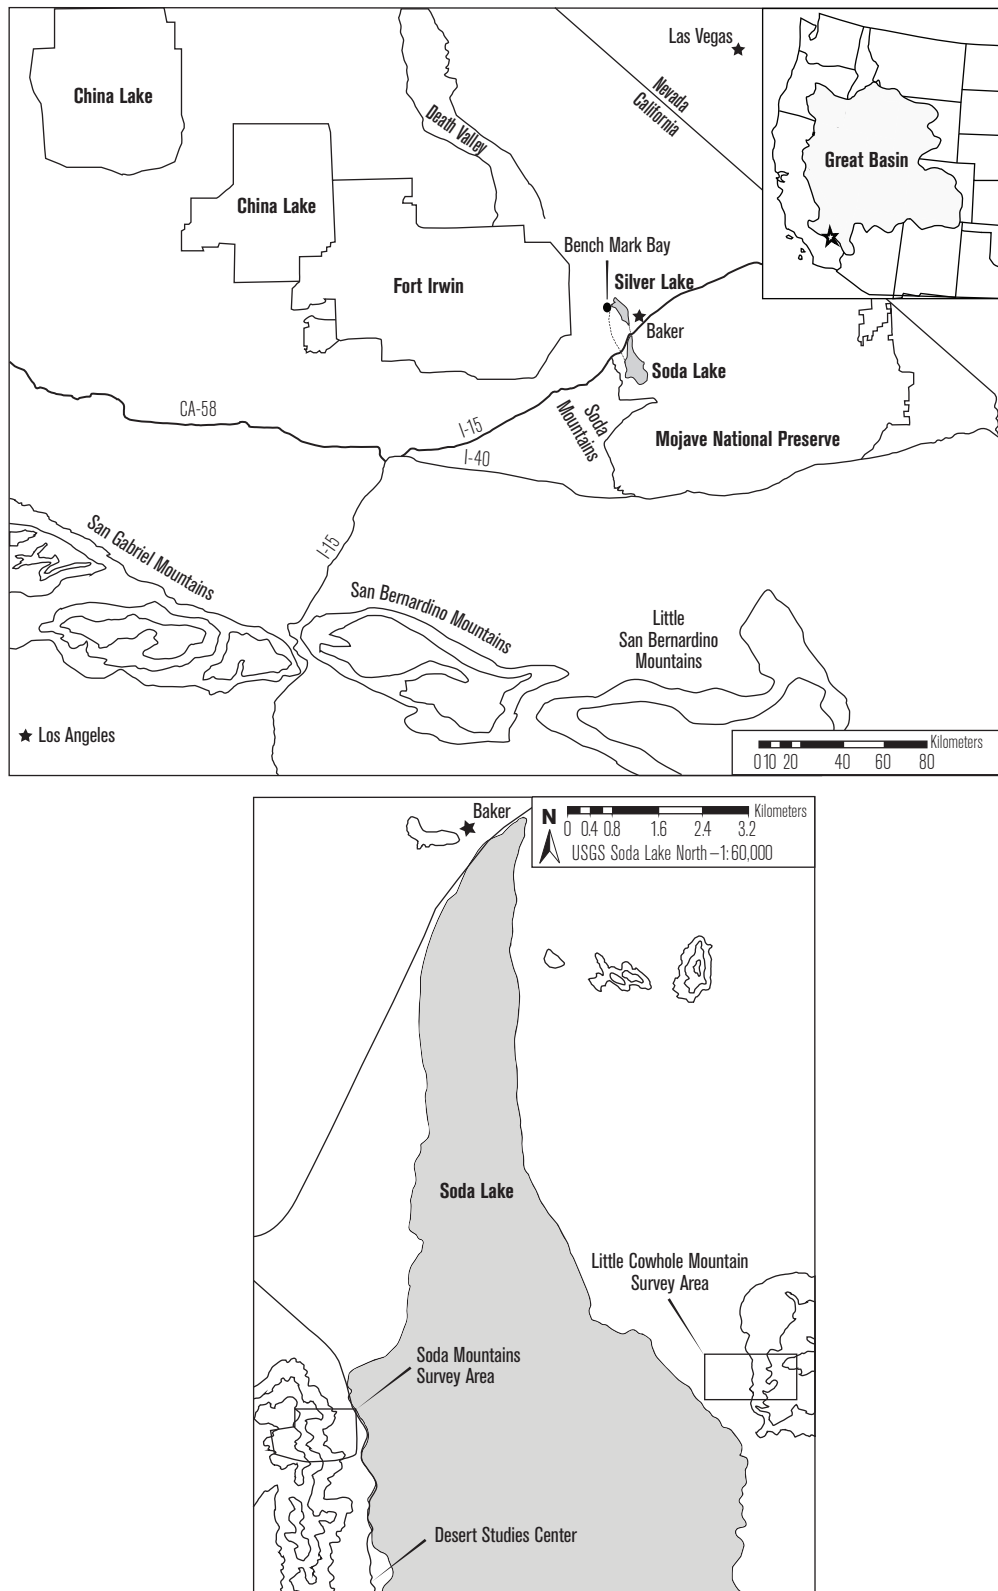 Las Vegas
China Lake
Nevada
California
Death Valley
Great Basin
China Lake
Bench Mark Bay
Silver Lake
Fort Irwin
Baker
Soda Lake
CA-58
I-15
Soda
Mountains
Mojave National Preserve
I-40
San Gabriel Mountains
I-15
San Bernardino Mountains
Little
San Bernardino
Mountains
Los Angeles
Kilometers
0 10 20 40 60 80
Baker
N
Kilometers
0 0.4 0.8 1.6 2.4 3.2
USGS Soda Lake North – 1:60,000
Soda Lake
Little Cowhole Mountain
Survey Area
Soda Mountains
Survey Area
Desert Studies Center